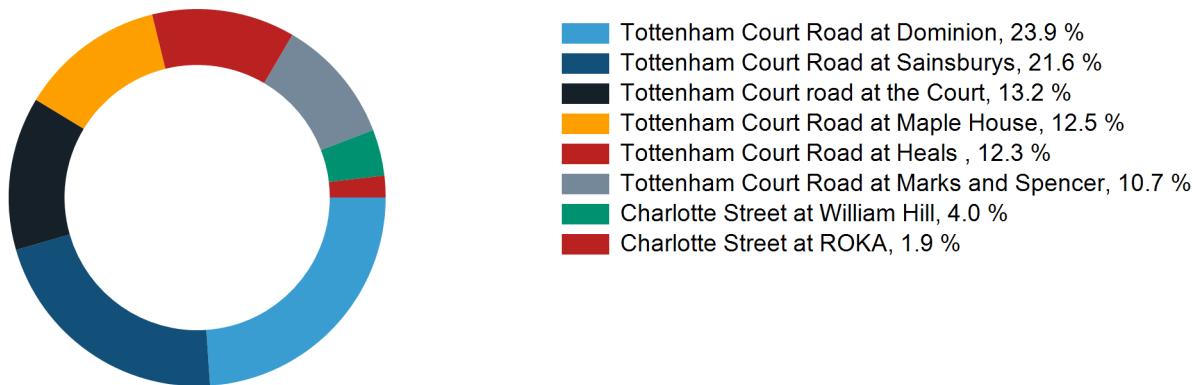 Tottenham Court Road at Dominion, 23.9 %
Tottenham Court Road at Sainsburys, 21.6 %
Tottenham Court road at the Court, 13.2 %
Tottenham Court Road at Maple House, 12.5 %
Tottenham Court Road at Heals , 12.3 %
Tottenham Court Road at Marks and Spencer, 10.7 %
Charlotte Street at William Hill, 4.0 %
Charlotte Street at ROKA, 1.9 %